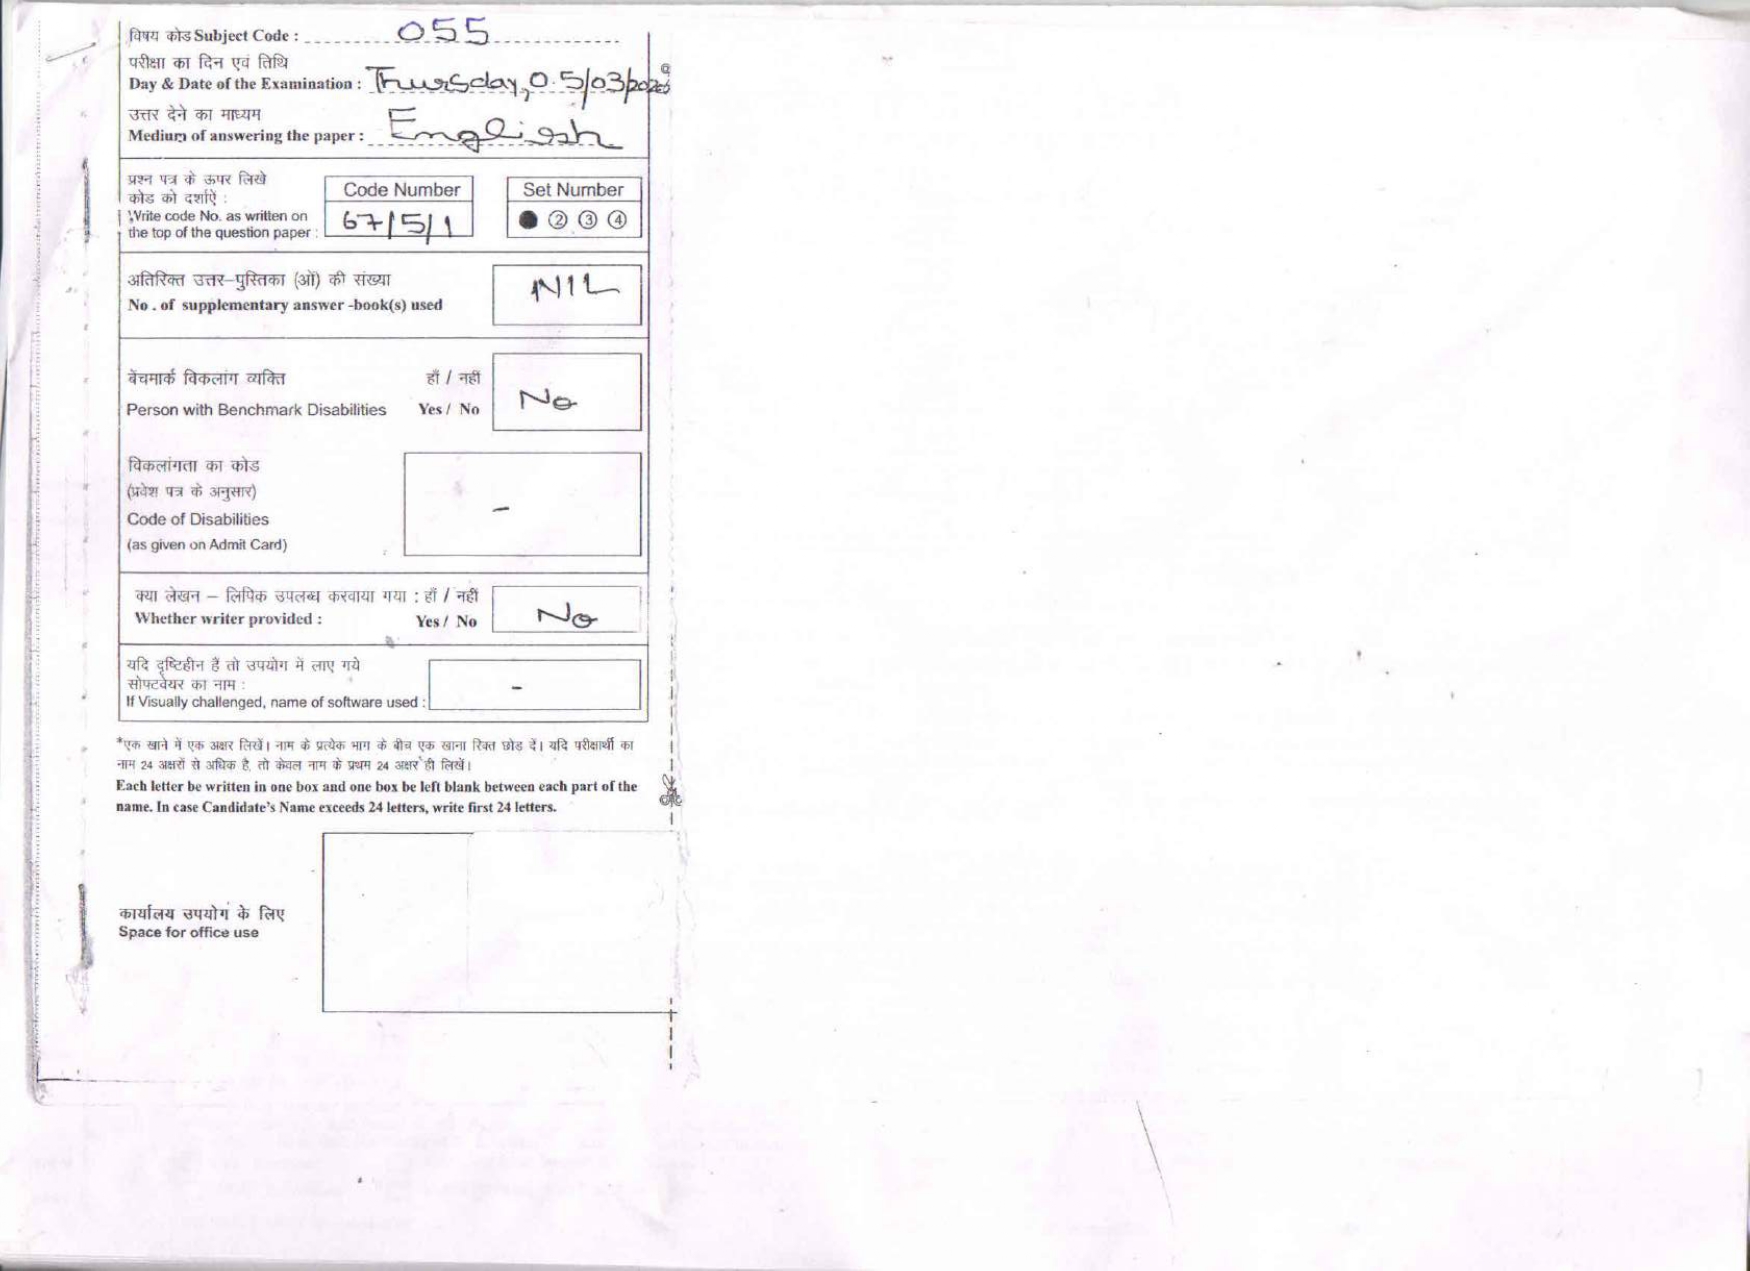 विषय कोड Subject Code : 055
परीक्षा का दिन एवं तिथि
Day & Date of the Examination : Thursday, 05/03/2020
उत्तर देने का माध्यम
Medium of answering the paper : English
प्रश्न पत्र के ऊपर लिखे
कोड को दर्शाऐं :
Write code No. as written on
the top of the question paper :
Code Number
67/5/1
Set Number
● ② ③ ④
अतिरिक्त उत्तर–पुस्तिका (ओं) की संख्या
No . of supplementary answer -book(s) used
NIL
बेंचमार्क विकलांग व्यक्ति हाँ / नहीं
Person with Benchmark Disabilities Yes / No
No
विकलांगता का कोड
(प्रवेश पत्र के अनुसार)
Code of Disabilities
(as given on Admit Card)
–
क्या लेखन – लिपिक उपलब्ध करवाया गया : हाँ / नहीं
Whether writer provided : Yes / No
No
यदि दृष्टिहीन हैं तो उपयोग में लाए गये
सोफ्टवेयर का नाम :
If Visually challenged, name of software used :
–
*एक खाने में एक अक्षर लिखें। नाम के प्रत्येक भाग के बीच एक खाना रिक्त छोड दें। यदि परीक्षार्थी का
नाम 24 अक्षरों से अधिक है, तो केवल नाम के प्रथम 24 अक्षर ही लिखें।
Each letter be written in one box and one box be left blank between each part of the
name. In case Candidate's Name exceeds 24 letters, write first 24 letters.
कार्यालय उपयोग के लिए
Space for office use